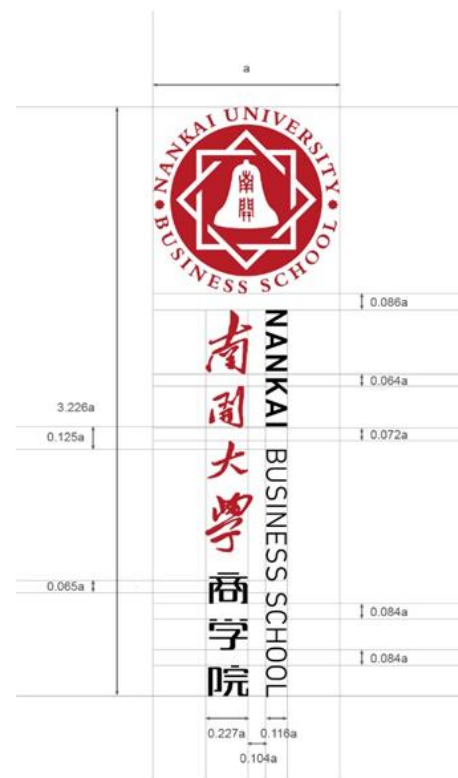 a
NANKAI UNIVERSITY
南開
BUSINESS SCHOOL
0.086a
南開大學商学院
NANKAI BUSINESS SCHOOL
0.064a
3.226a
0.072a
0.125a
0.065a
0.084a
0.084a
0.227a
0.116a
0.104a